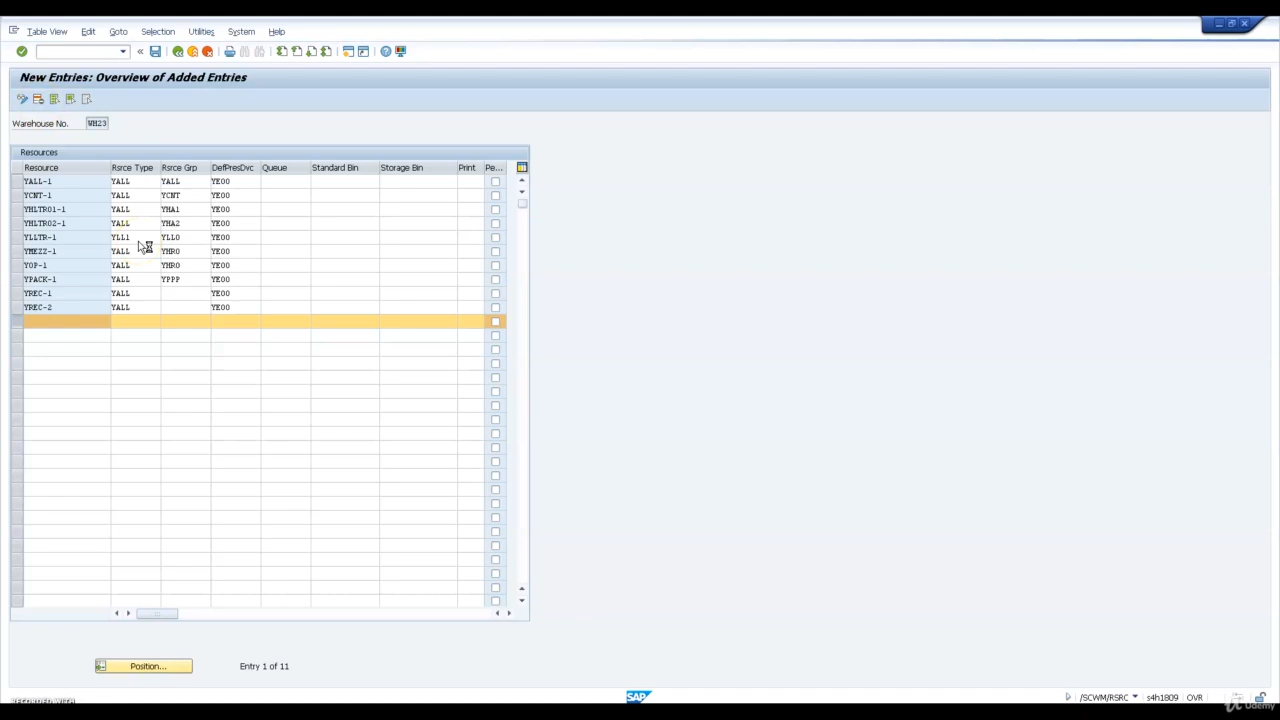 Table View Edit Goto Selection Utilities System Help
New Entries: Overview of Added Entries
Warehouse No. WH23
Resources
Resource Rsrce Type Rsrce Grp DefPresDvc Queue Standard Bin Storage Bin Print Pe...
YALL-1 YALL YALL YE00
YCNT-1 YALL YCNT YE00
YHLTR01-1 YALL YHA1 YE00
YHLTR02-1 YALL YHA2 YE00
YLLTR-1 YLL1 YLL0 YE00
YMEZZ-1 YALL YHR0 YE00
YOP-1 YALL YHR0 YE00
YPACK-1 YALL YPPP YE00
YREC-1 YALL YE00
YREC-2 YALL YE00
Position... Entry 1 of 11
RECORDED WITH
SAP /SCWM/RSRC s4h1809 OVR
Udemy